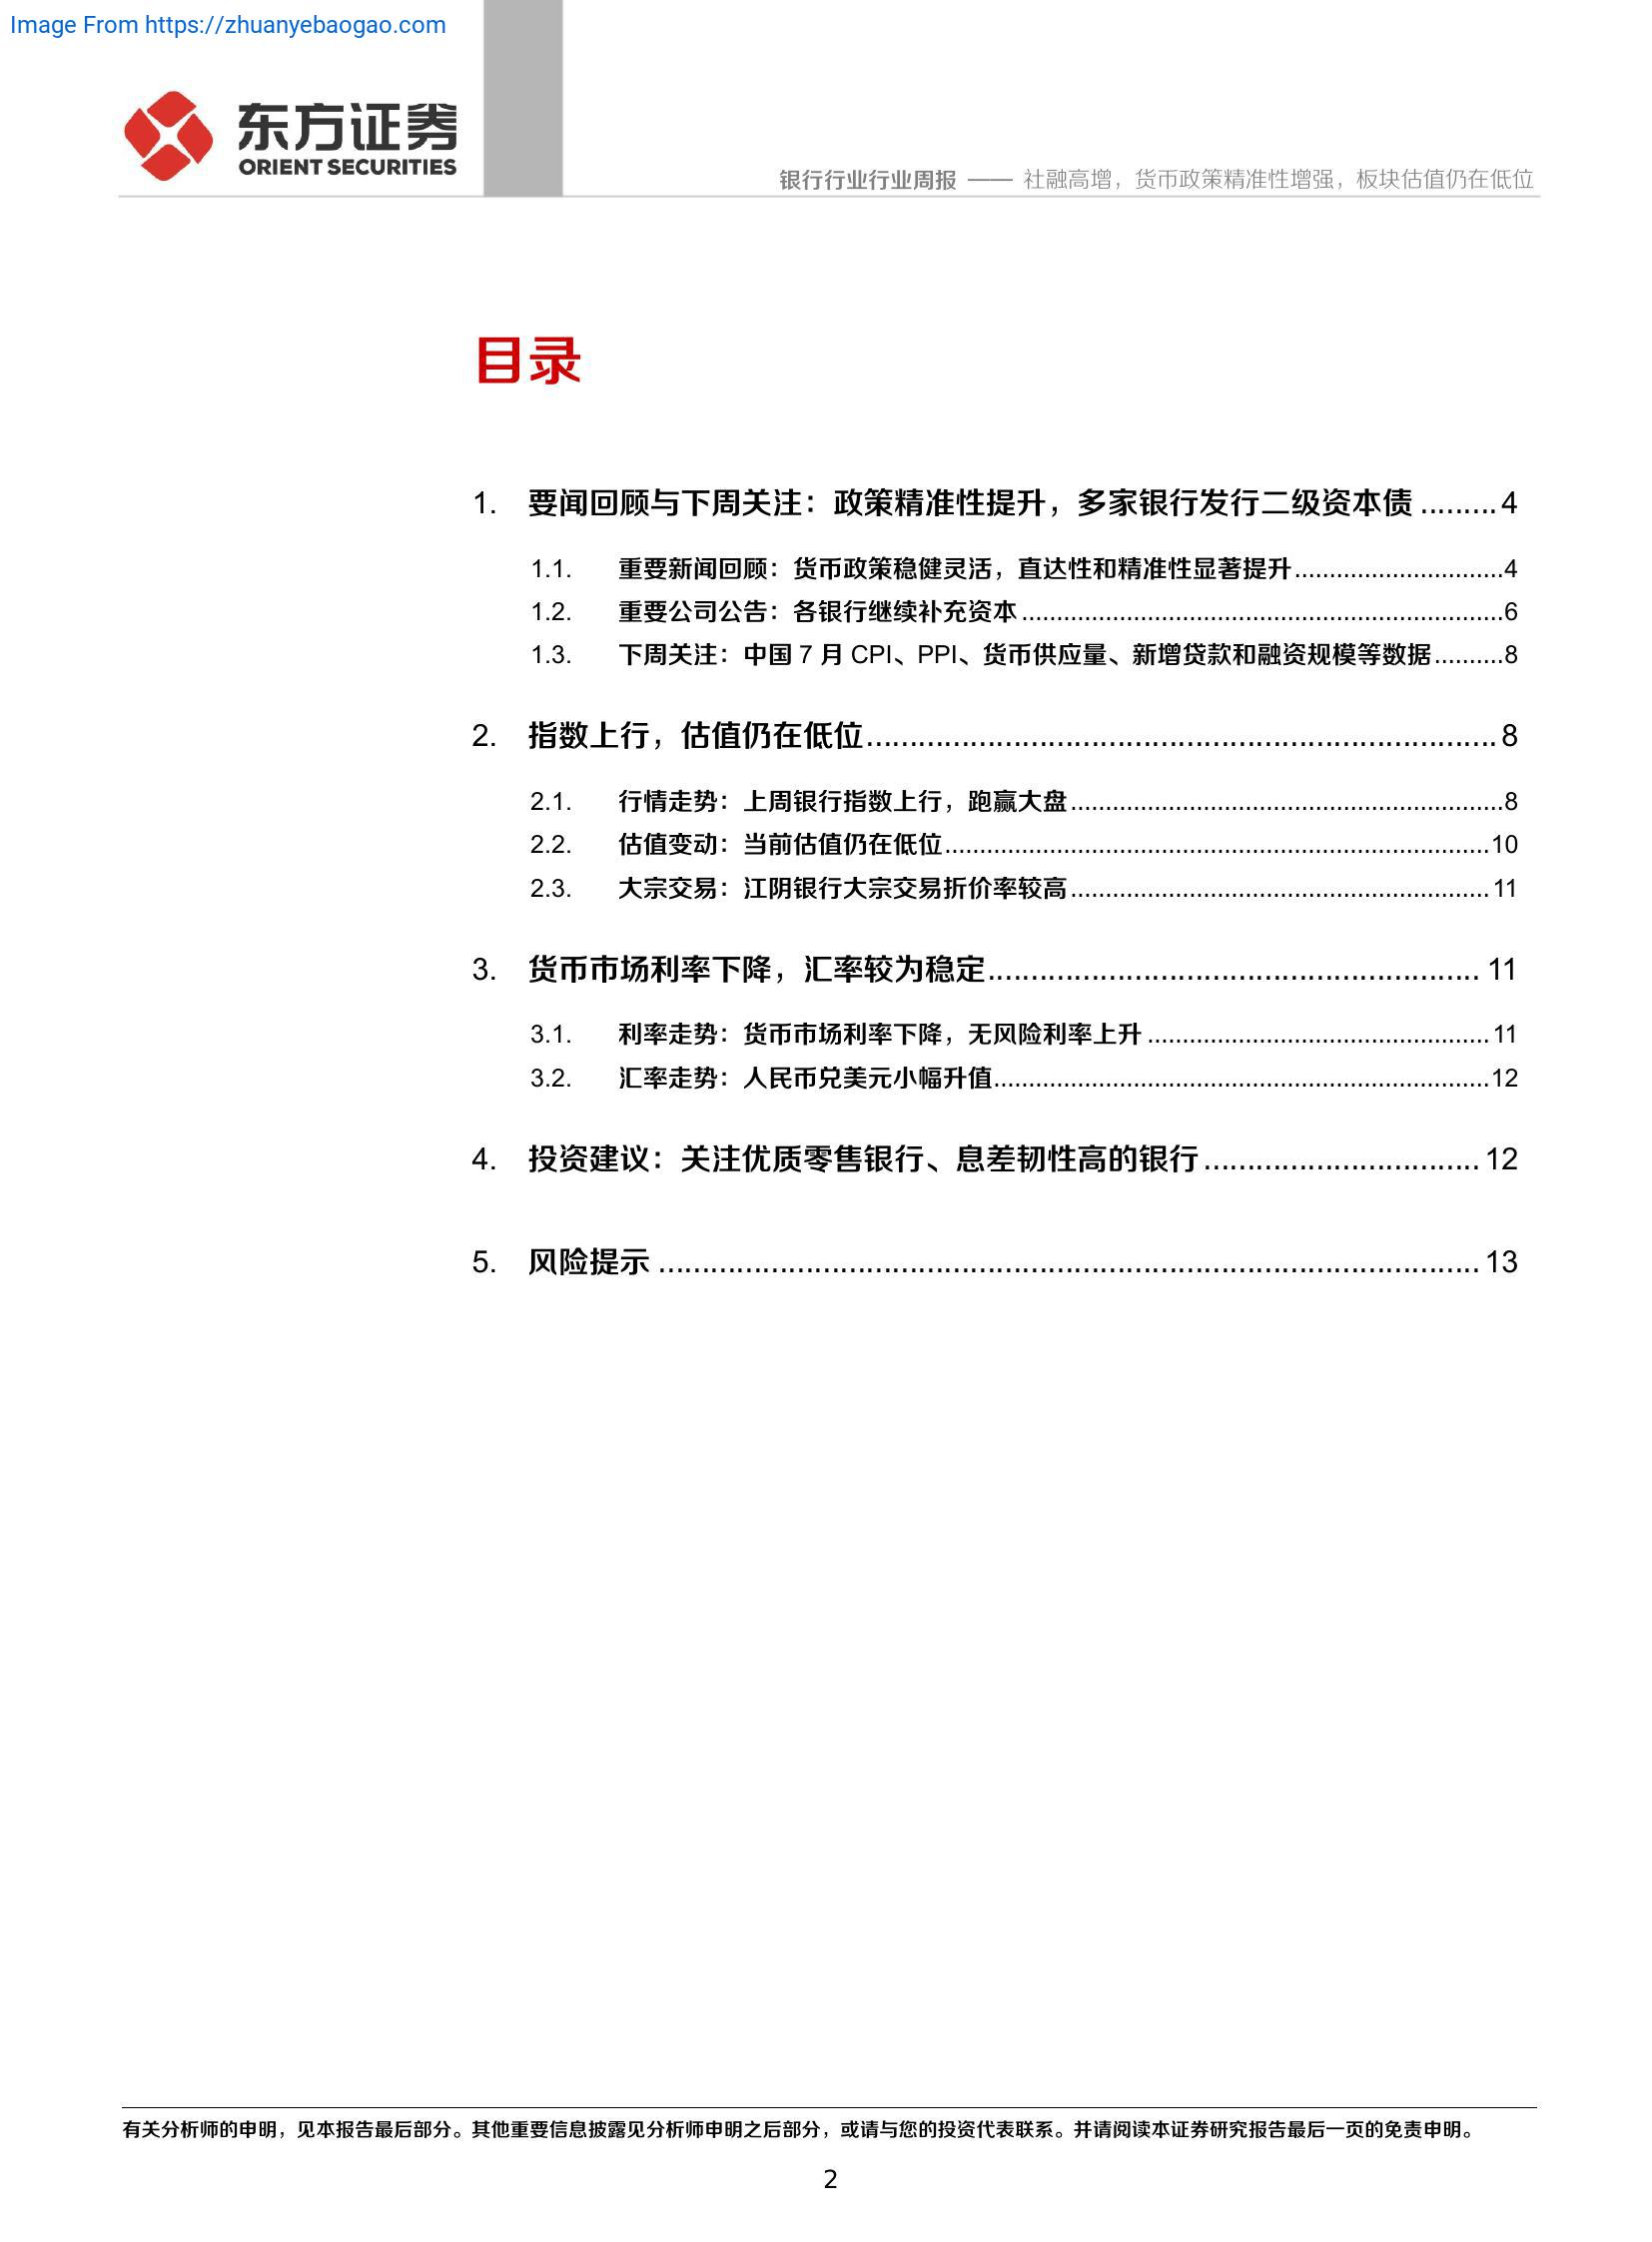 Image From https://zhuanyebaogao.com
东方证券
ORIENT SECURITIES
银行行业行业周报 —— 社融高增，货币政策精准性增强，板块估值仍在低位
目录
1. 要闻回顾与下周关注：政策精准性提升，多家银行发行二级资本债 ......... 4
1.1. 重要新闻回顾：货币政策稳健灵活，直达性和精准性显著提升..............................4
1.2. 重要公司公告：各银行继续补充资本 .....................................................................6
1.3. 下周关注：中国 7 月 CPI、PPI、货币供应量、新增贷款和融资规模等数据..........8
2. 指数上行，估值仍在低位..................................................................... 8
2.1. 行情走势：上周银行指数上行，跑赢大盘..............................................................8
2.2. 估值变动：当前估值仍在低位..............................................................................10
2.3. 大宗交易：江阴银行大宗交易折价率较高............................................................ 11
3. 货币市场利率下降，汇率较为稳定...................................................... 11
3.1. 利率走势：货币市场利率下降，无风险利率上升 ................................................. 11
3.2. 汇率走势：人民币兑美元小幅升值.......................................................................12
4. 投资建议：关注优质零售银行、息差韧性高的银行.............................. 12
5. 风险提示 .......................................................................................... 13
有关分析师的申明，见本报告最后部分。其他重要信息披露见分析师申明之后部分，或请与您的投资代表联系。并请阅读本证券研究报告最后一页的免责申明。
2